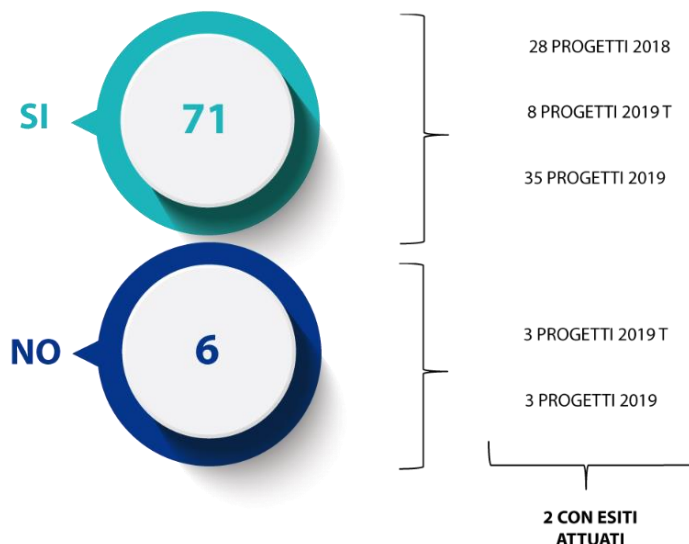 SI
71
28 PROGETTI 2018
8 PROGETTI 2019 T
35 PROGETTI 2019
NO
6
3 PROGETTI 2019 T
3 PROGETTI 2019
2 CON ESITI
ATTUATI